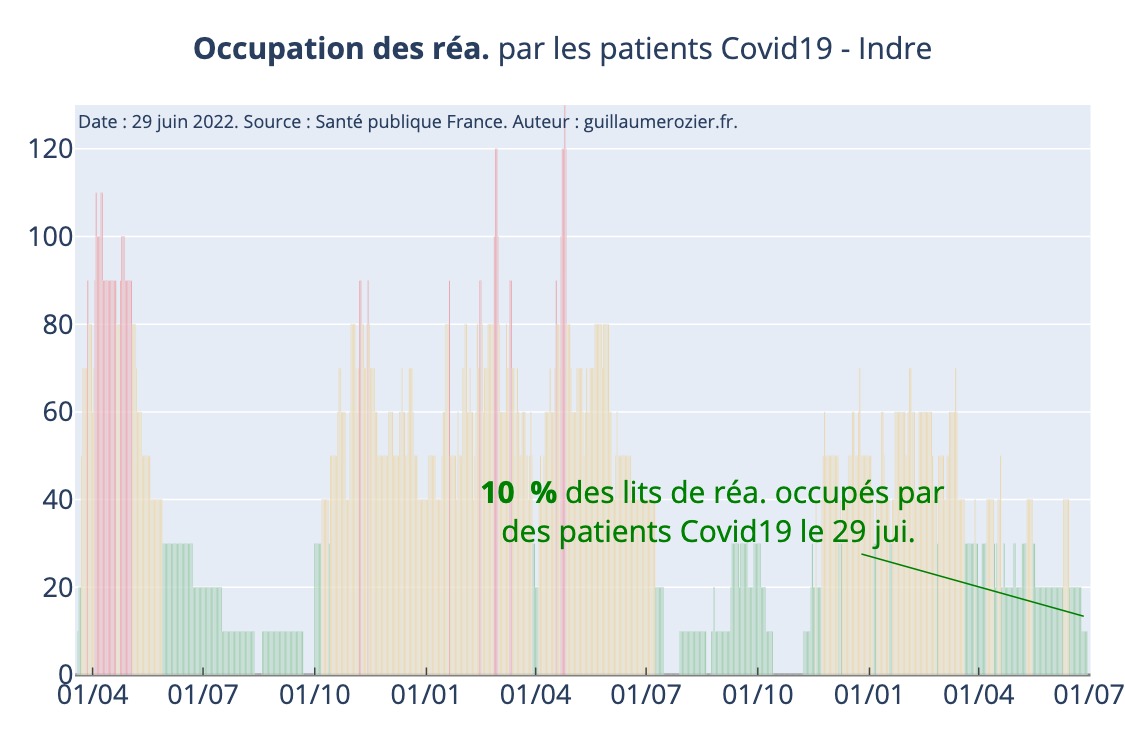 Occupation des réa. par les patients Covid19 - Indre
Date : 29 juin 2022. Source : Santé publique France. Auteur : guillaumerozier.fr.
120
100
80
60
40
20
0
10 % des lits de réa. occupés par
des patients Covid19 le 29 jui.
01/04 01/07 01/10 01/01 01/04 01/07 01/10 01/01 01/04 01/07